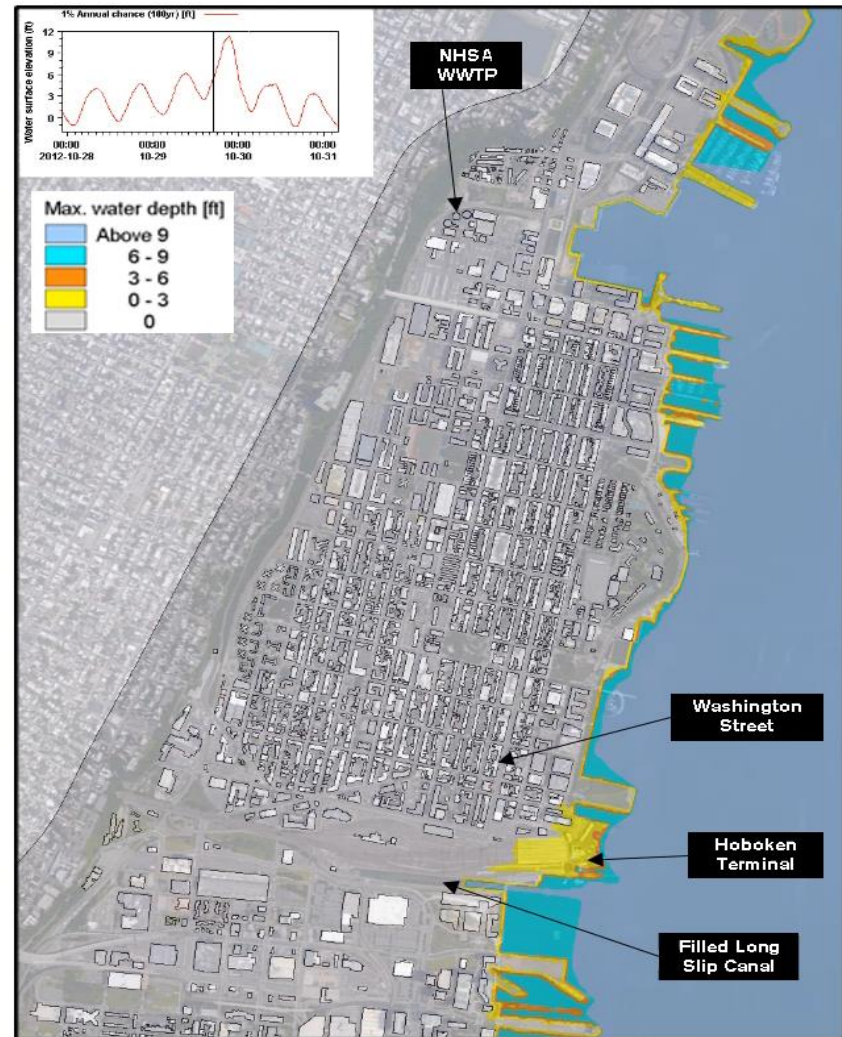 1% Annual chance (100yr) [ft]
Water surface elevation (ft)
12
9
6
3
0
00:00
00:00
00:00
00:00
2012-10-28
10-29
10-30
10-31
Max. water depth [ft]
Above 9
6 - 9
3 - 6
0 - 3
0
NHSA
WWTP
Washington
Street
Hoboken
Terminal
Filled Long
Slip Canal